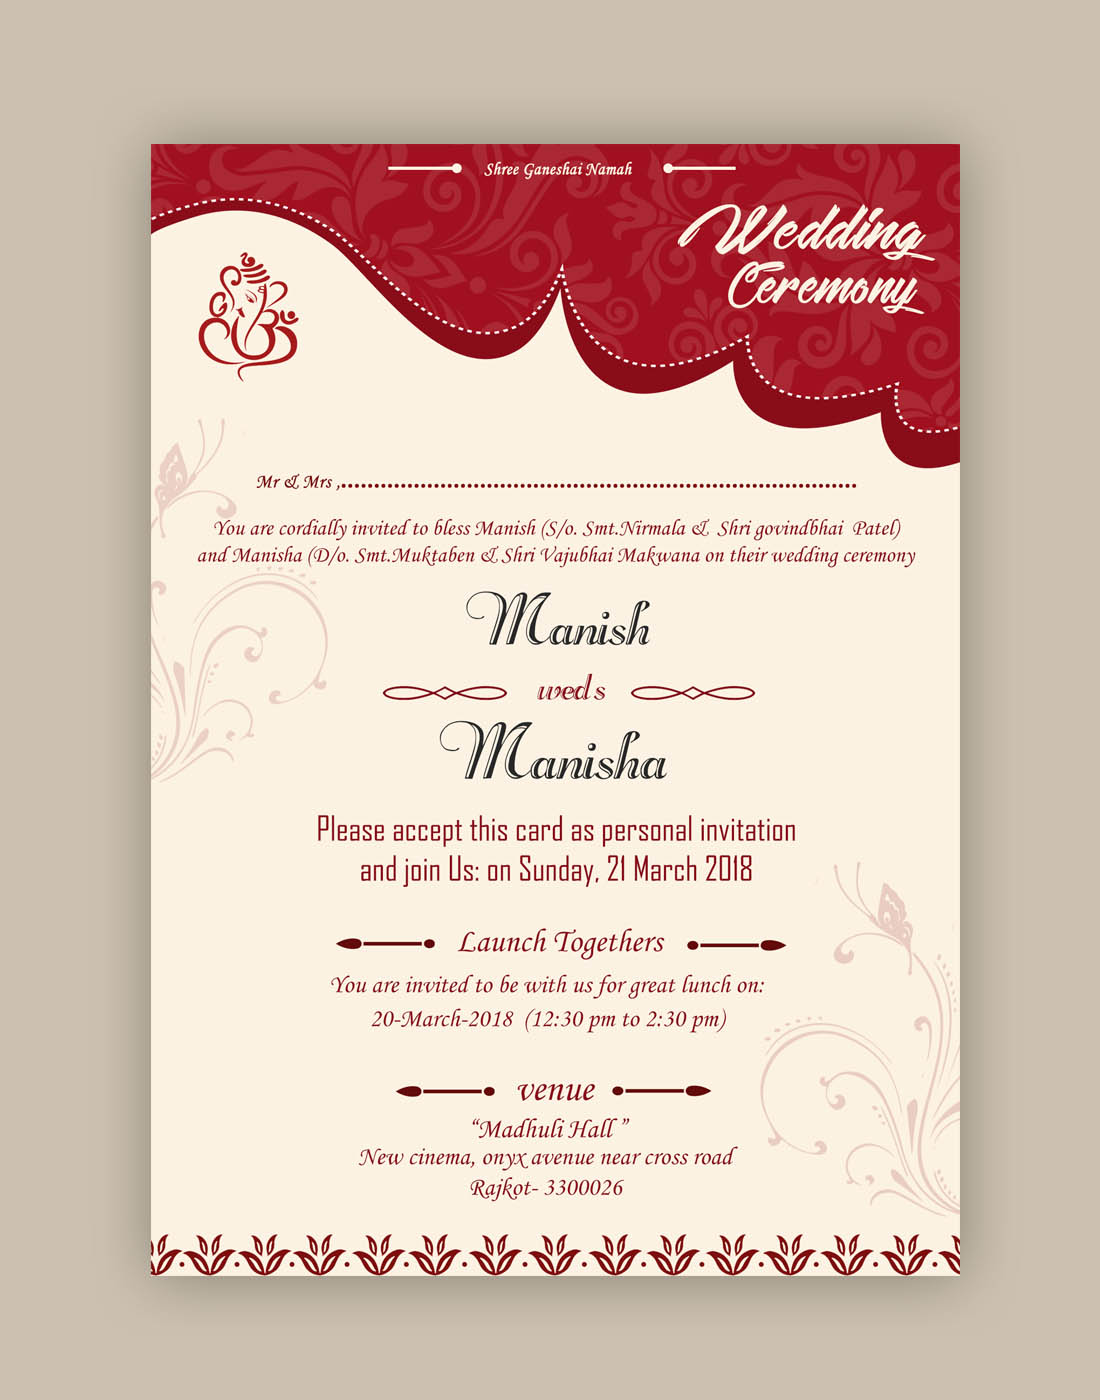 Shree Ganeshai Namah
Wedding
Ceremony
Mr & Mrs ,................................................................................
You are cordially invited to bless Manish (S/o. Smt.Nirmala & Shri govindbhai Patel)
and Manisha (D/o. Smt.Muktaben & Shri Vajubhai Makwana on their wedding ceremony
Manish
weds
Manisha
Please accept this card as personal invitation
and join Us: on Sunday, 21 March 2018
Launch Togethers
You are invited to be with us for great lunch on:
20-March-2018 (12:30 pm to 2:30 pm)
venue
“Madhuli Hall ”
New cinema, onyx avenue near cross road
Rajkot- 3300026